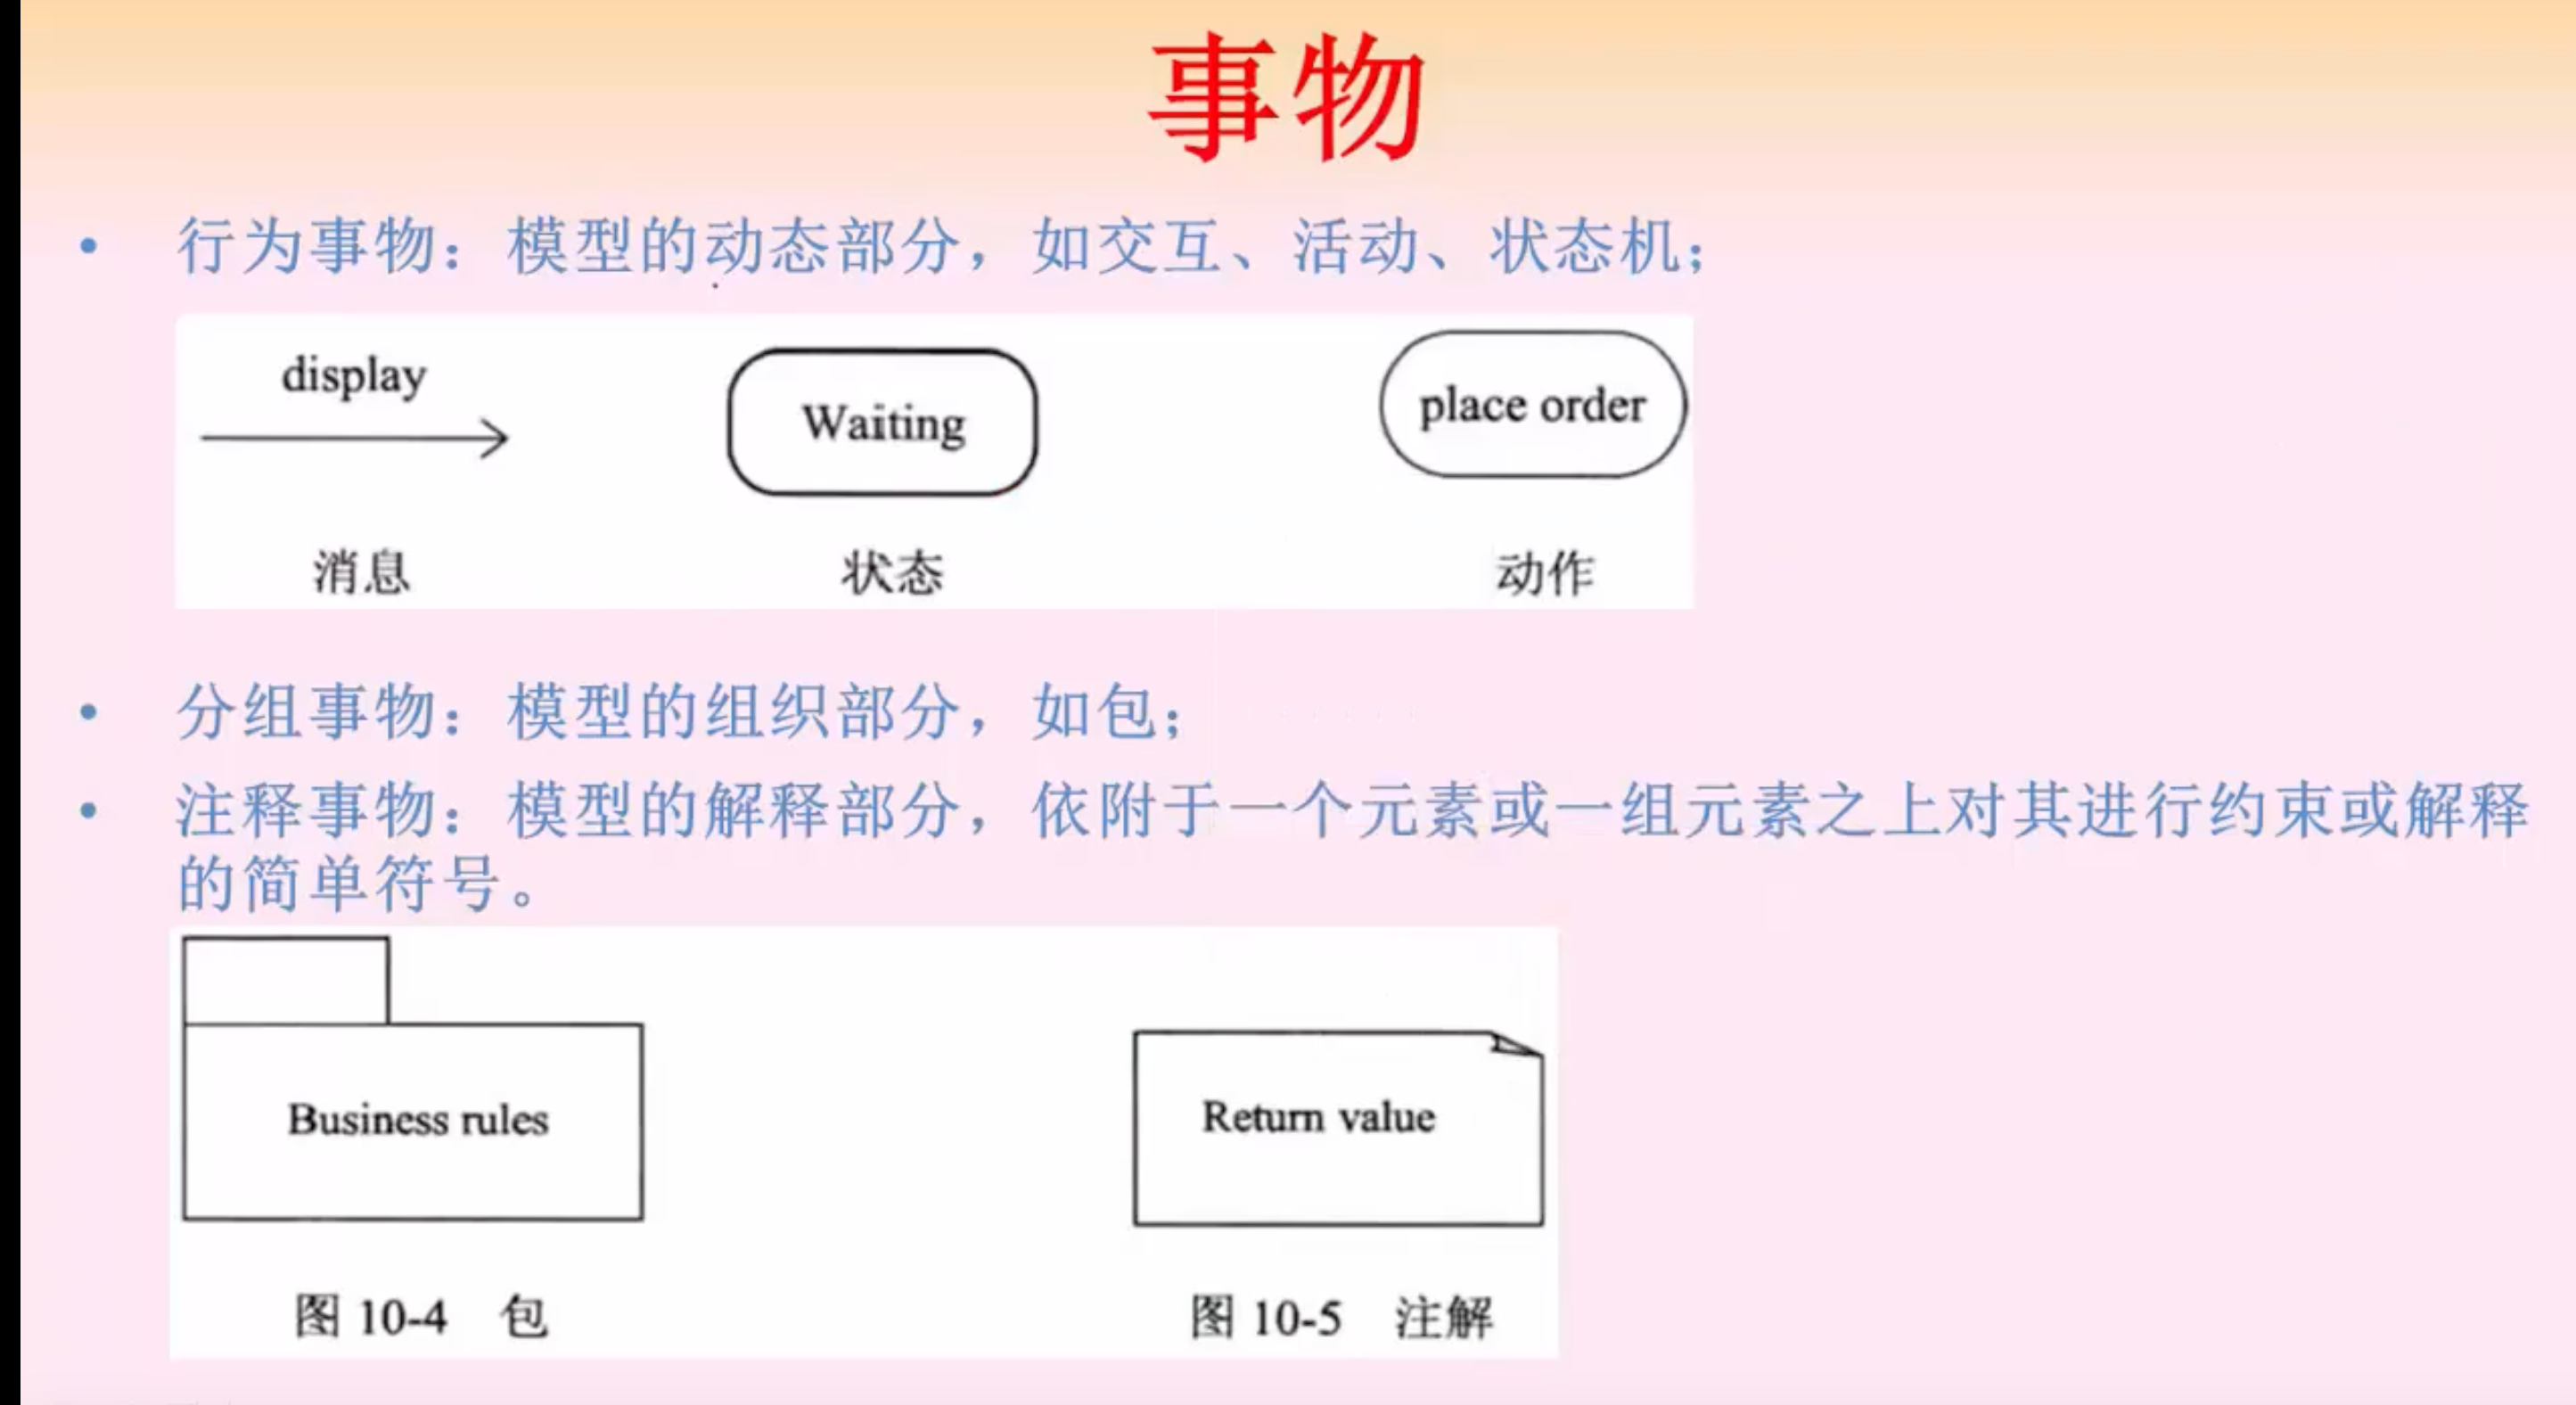 事物
• 行为事物：模型的动态部分，如交互、活动、状态机；
display
Waiting
place order
消息
状态
动作
• 分组事物：模型的组织部分，如包；
• 注释事物：模型的解释部分，依附于一个元素或一组元素之上对其进行约束或解释
的简单符号。
Business rules
Return value
图 10-4 包
图 10-5 注解